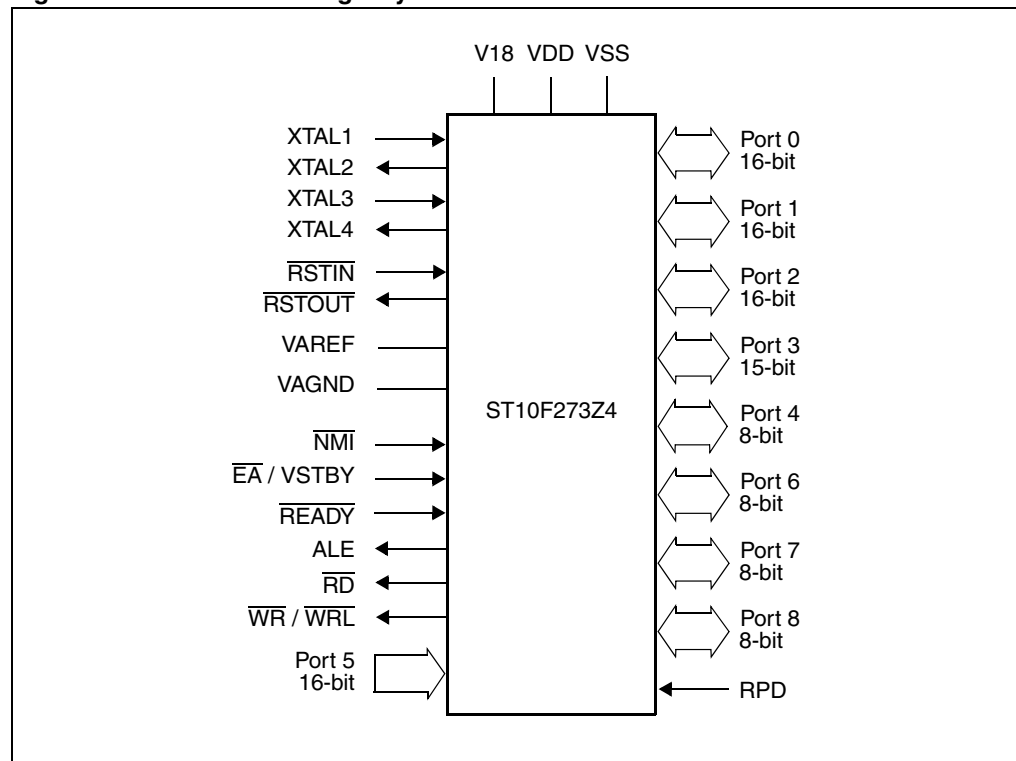 V18 VDD VSS
XTAL1
XTAL2
XTAL3
XTAL4
RSTIN
RSTOUT
VAREF
VAGND
NMI
EA / VSTBY
READY
ALE
RD
WR / WRL
Port 5
16-bit
ST10F273Z4
Port 0
16-bit
Port 1
16-bit
Port 2
16-bit
Port 3
15-bit
Port 4
8-bit
Port 6
8-bit
Port 7
8-bit
Port 8
8-bit
RPD